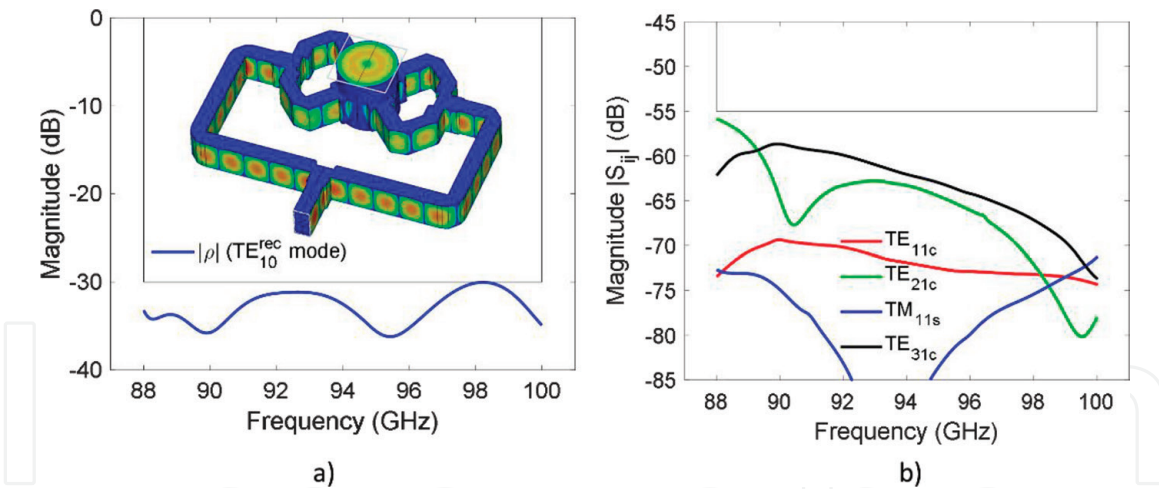 0
-10
-20
-30
-40
Magnitude (dB)
|ρ| (TE₁₀ʳᵉᶜ mode)
88 90 92 94 96 98 100
Frequency (GHz)
a)
-45
-50
-55
-60
-65
-70
-75
-80
-85
Magnitude |Sᵢⱼ| (dB)
TE₁₁c
TE₂₁c
TM₁₁s
TE₃₁c
88 90 92 94 96 98 100
Frequency (GHz)
b)